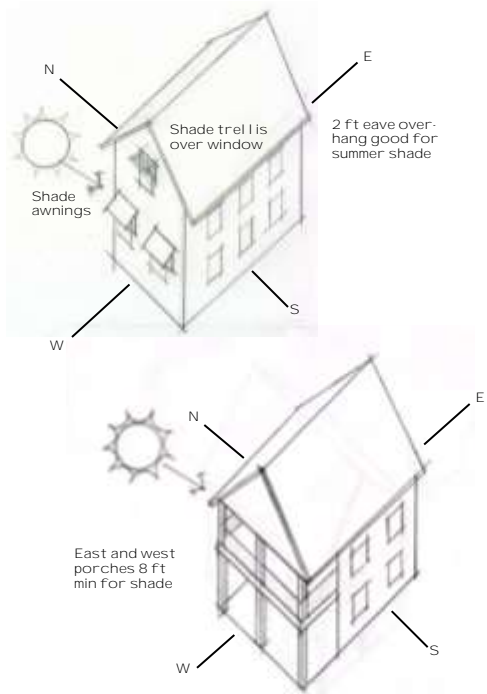 N
E
Shade trellis
over window
2 ft eave over-
hang good for
summer shade
Shade
awnings
S
W
E
N
East and west
porches 8 ft
min for shade
S
W